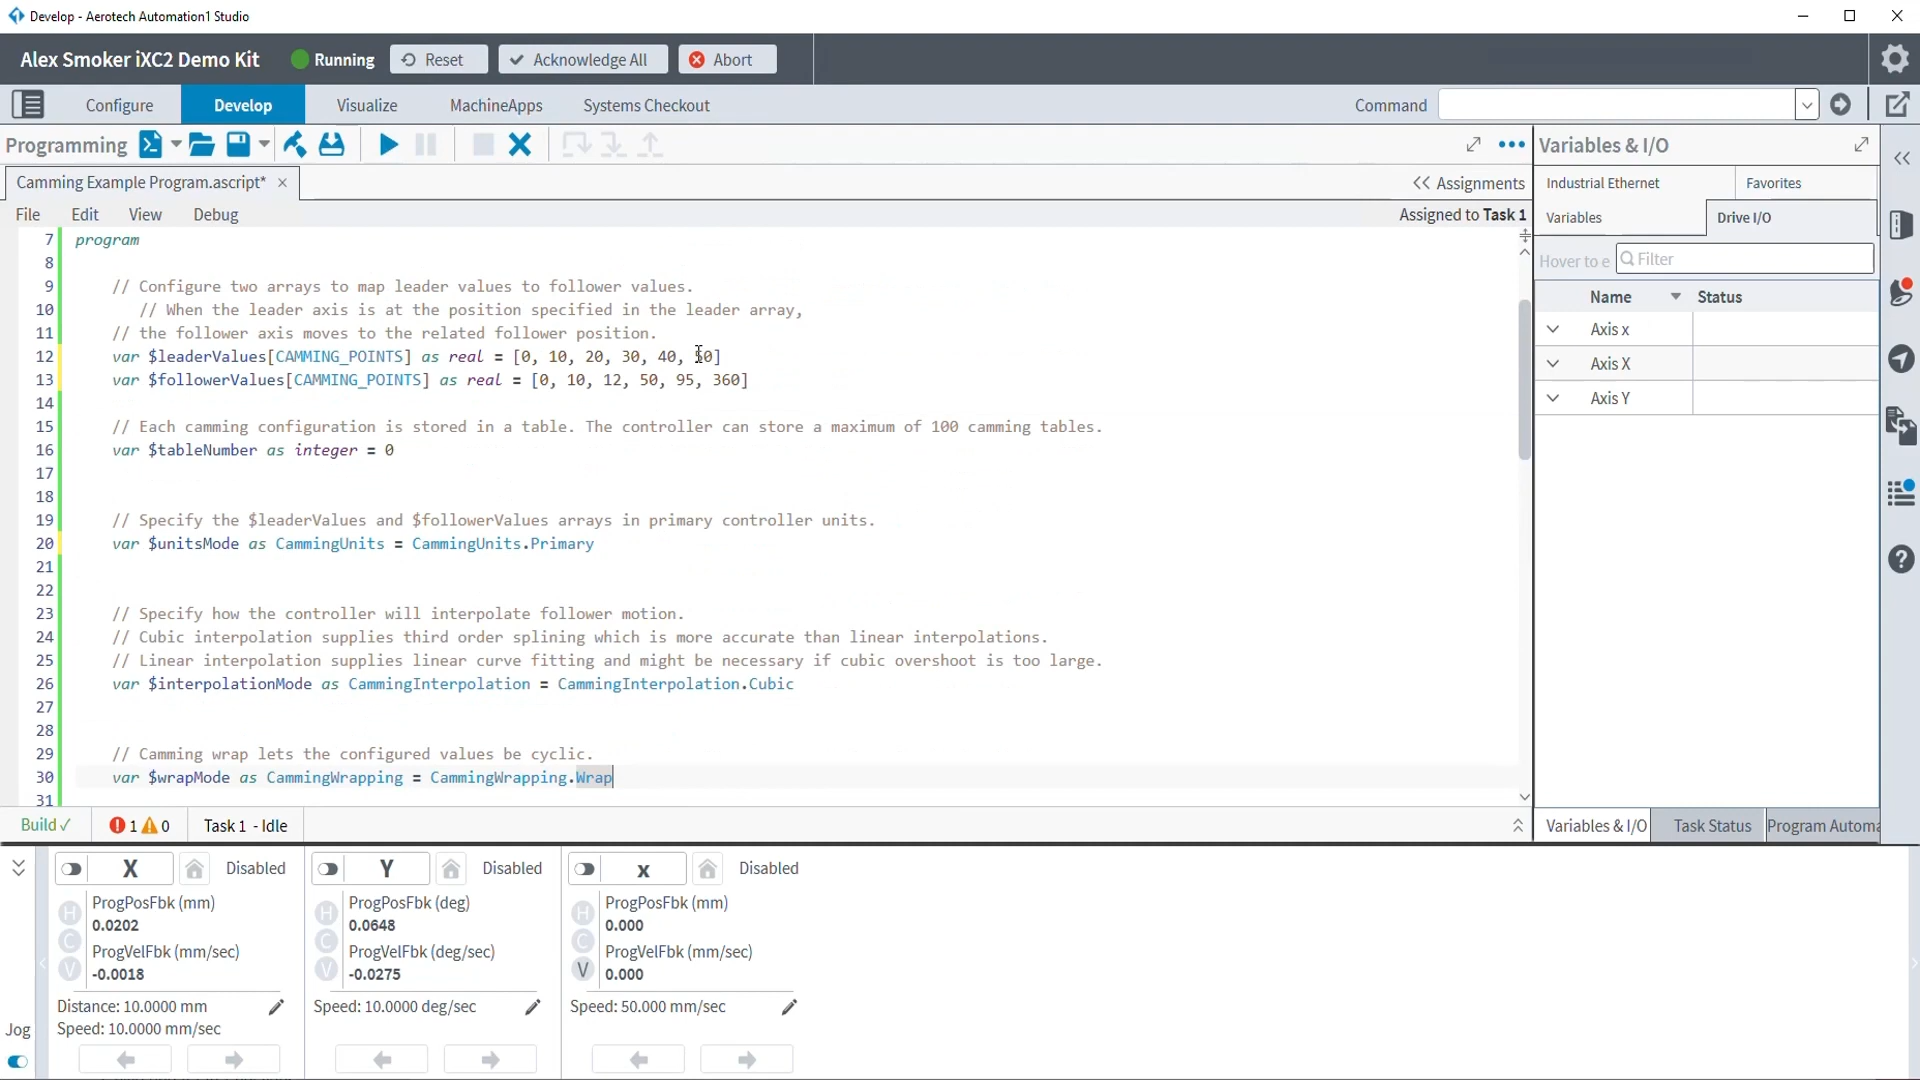 Develop - Aerotech Automation1 Studio
Alex Smoker iXC2 Demo Kit
Running
Reset
Acknowledge All
Abort
Configure
Develop
Visualize
MachineApps
Systems Checkout
Command
Programming
Variables & I/O
Camming Example Program.ascript*
Assignments
Industrial Ethernet
Favorites
File
Edit
View
Debug
Assigned to Task 1
Variables
Drive I/O
Hover to e
Filter
Name
Status
Axis x
Axis X
Axis Y
7 program
8
9 // Configure two arrays to map leader values to follower values.
10 // When the leader axis is at the position specified in the leader array,
11 // the follower axis moves to the related follower position.
12 var $leaderValues[CAMMING_POINTS] as real = [0, 10, 20, 30, 40, 50]
13 var $followerValues[CAMMING_POINTS] as real = [0, 10, 12, 50, 95, 360]
14
15 // Each camming configuration is stored in a table. The controller can store a maximum of 100 camming tables.
16 var $tableNumber as integer = 0
17
18
19 // Specify the $leaderValues and $followerValues arrays in primary controller units.
20 var $unitsMode as CammingUnits = CammingUnits.Primary
21
22
23 // Specify how the controller will interpolate follower motion.
24 // Cubic interpolation supplies third order splining which is more accurate than linear interpolations.
25 // Linear interpolation supplies linear curve fitting and might be necessary if cubic overshoot is too large.
26 var $interpolationMode as CammingInterpolation = CammingInterpolation.Cubic
27
28
29 // Camming wrap lets the configured values be cyclic.
30 var $wrapMode as CammingWrapping = CammingWrapping.Wrap
31
Build✓
1
0
Task 1 - Idle
Variables & I/O
Task Status
Program Automa
X
Disabled
H
C
V
ProgPosFbk (mm)
0.0202
ProgVelFbk (mm/sec)
-0.0018
Distance: 10.0000 mm
Speed: 10.0000 mm/sec
Y
Disabled
H
C
V
ProgPosFbk (deg)
0.0648
ProgVelFbk (deg/sec)
-0.0275
Speed: 10.0000 deg/sec
x
Disabled
H
C
V
ProgPosFbk (mm)
0.000
ProgVelFbk (mm/sec)
0.000
Speed: 50.000 mm/sec
Jog